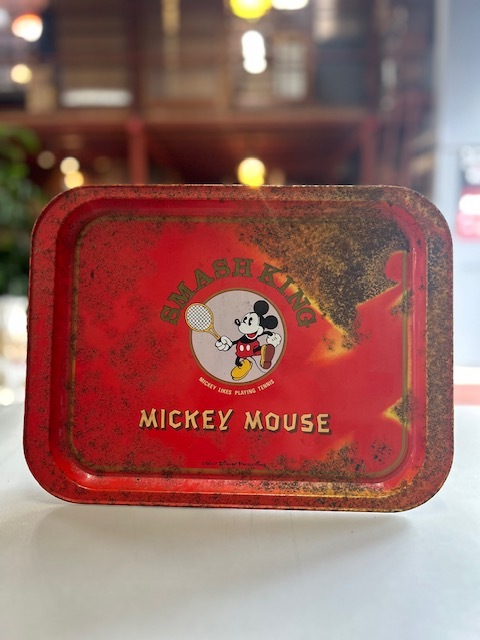 SMASH KING
MICKEY LIKES PLAYING TENNIS
MICKEY MOUSE